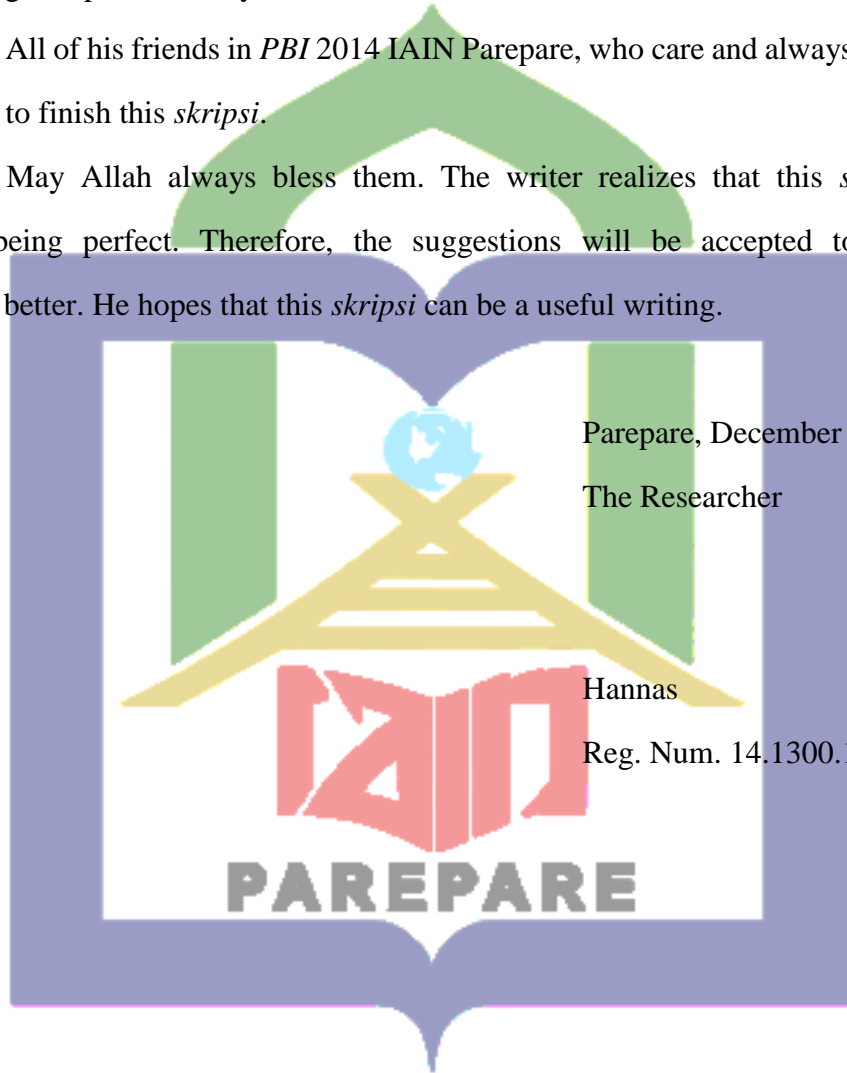 All of his friends in PBI 2014 IAIN Parepare, who care and always
to finish this skripsi.
May Allah always bless them. The writer realizes that this
being perfect. Therefore, the suggestions will be accepted to
better. He hopes that this skripsi can be a useful writing.
Parepare, December
The Researcher
Hannas
Reg. Num. 14.1300.
IAIN
PAREPARE